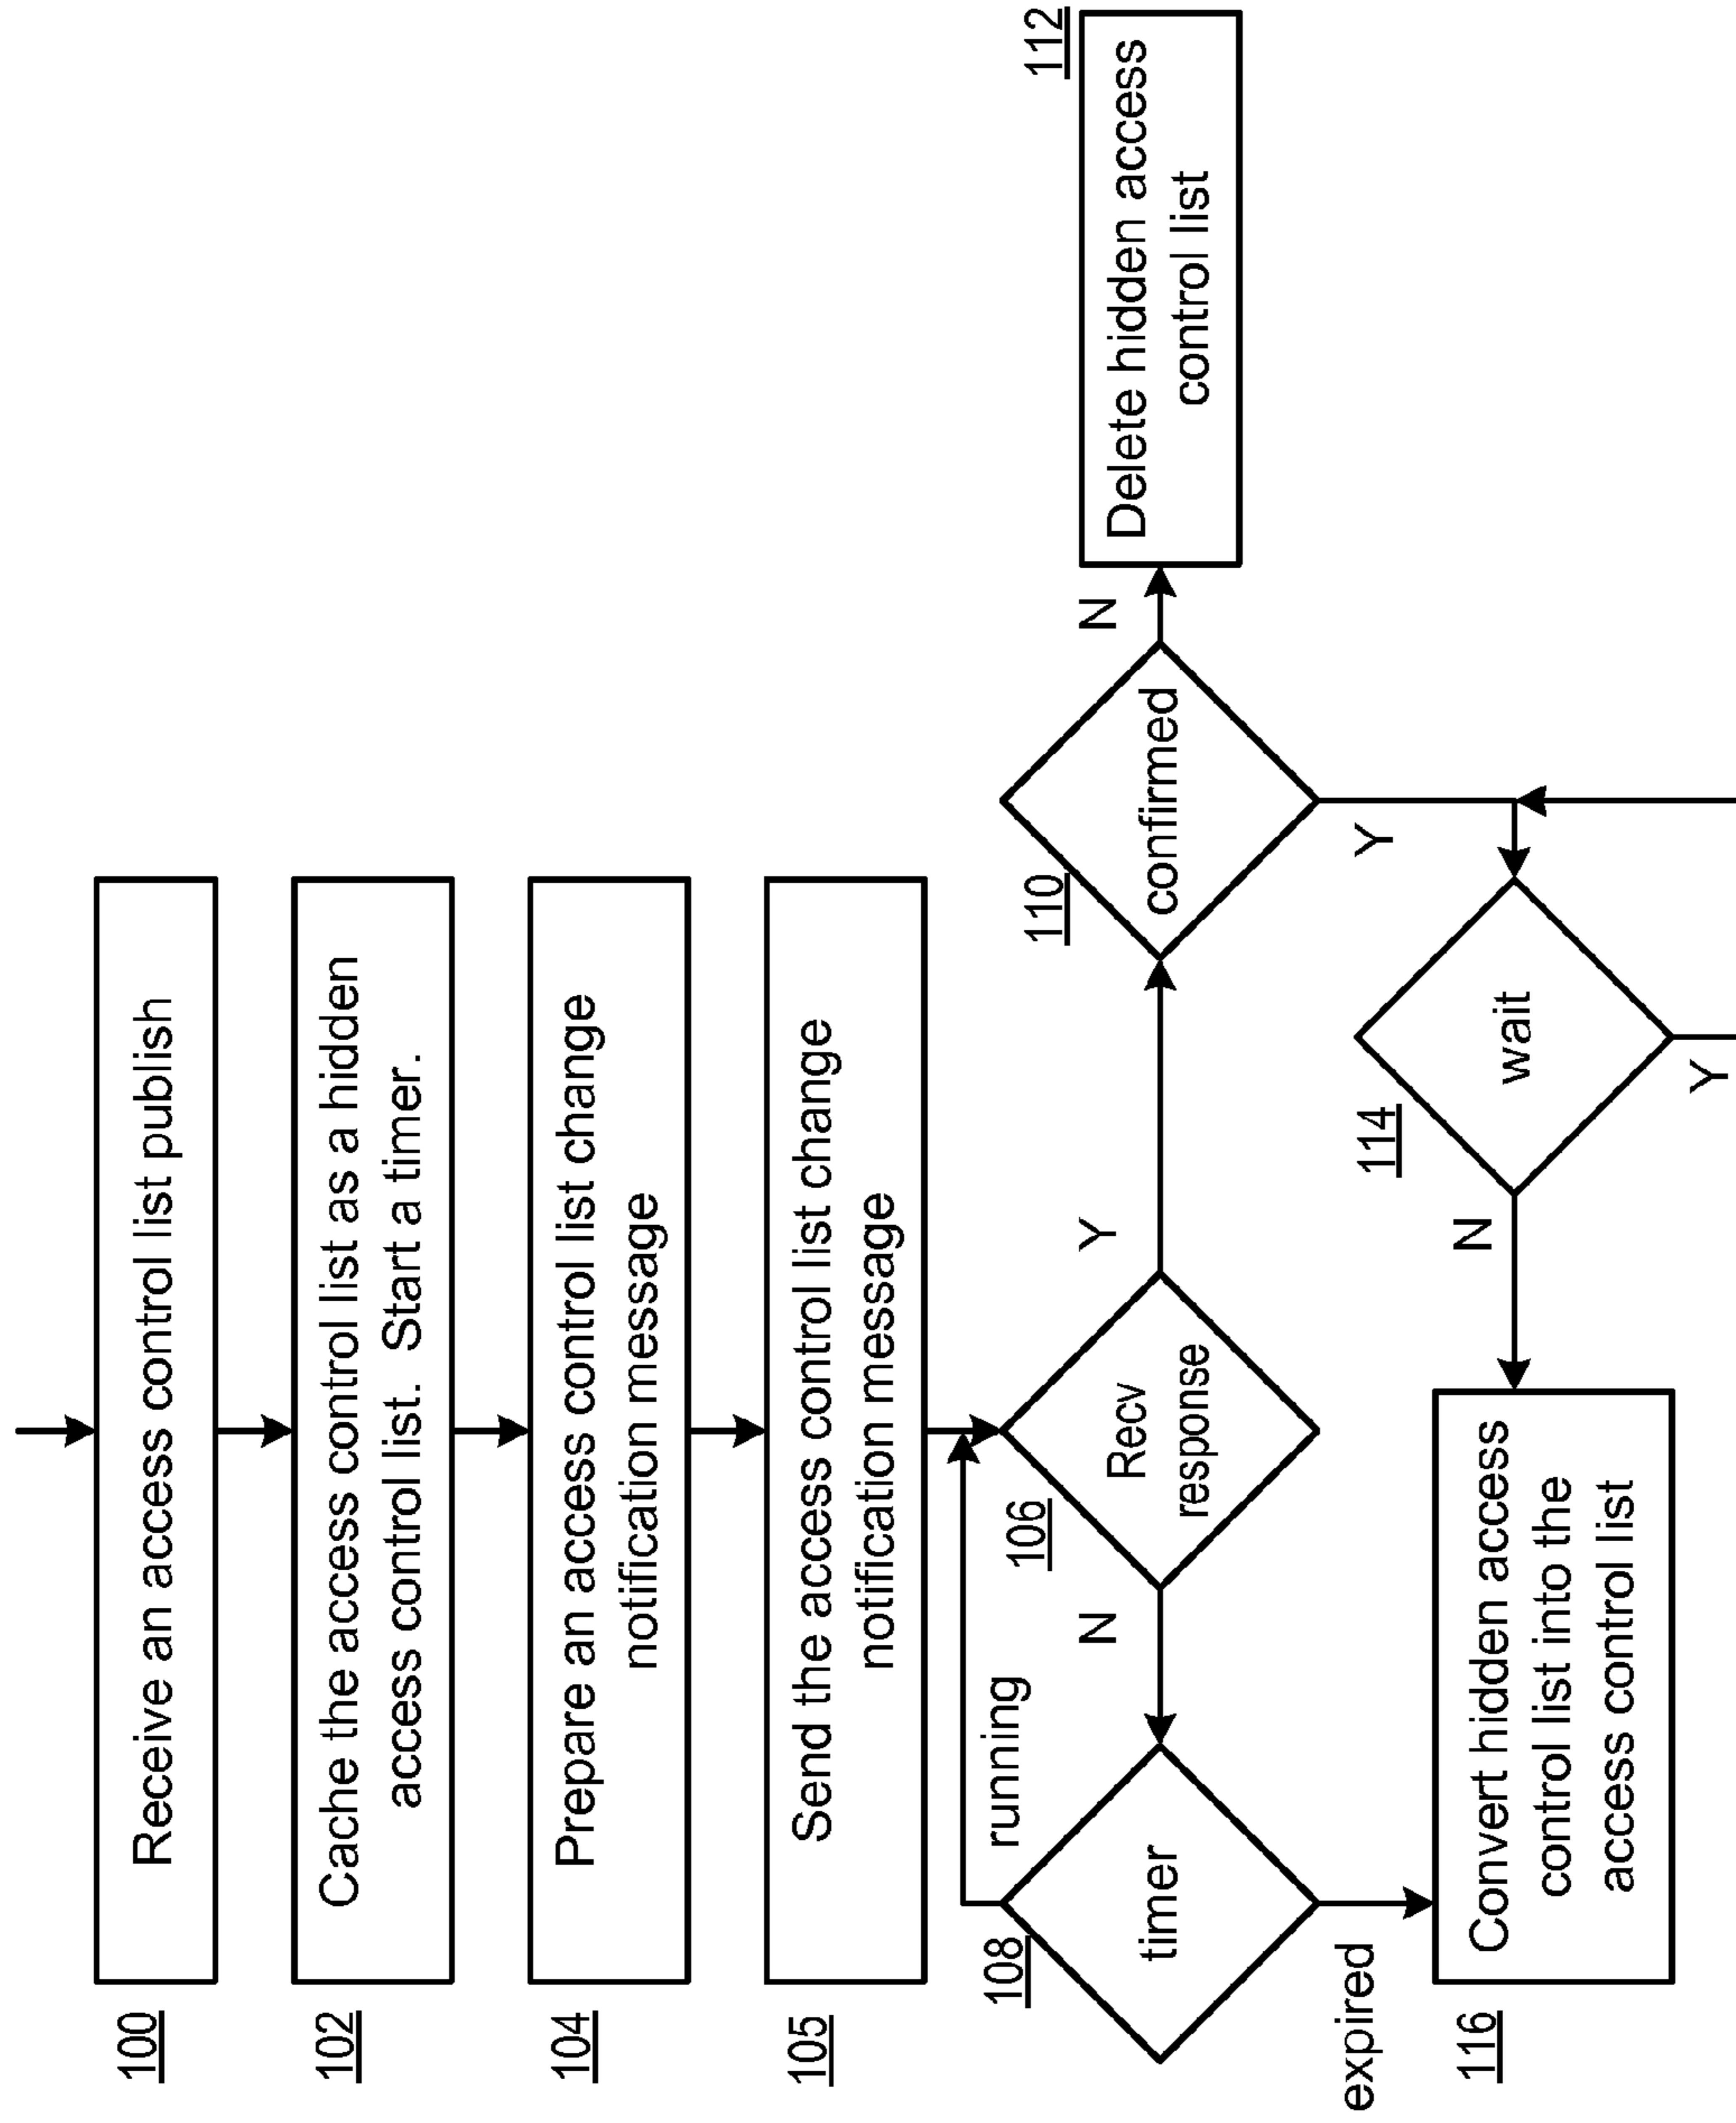 100
Receive an access control list publish
102
Cache the access control list as a hidden
access control list.  Start a timer.
104
Prepare an access control list change
notification message
105
Send the access control list change
notification message
108
timer
running
expired
N
106
Recv
response
Y
110
confirmed
N
Y
112
Delete hidden access
control list
114
wait
N
Y
116
Convert hidden access
control list into the
access control list